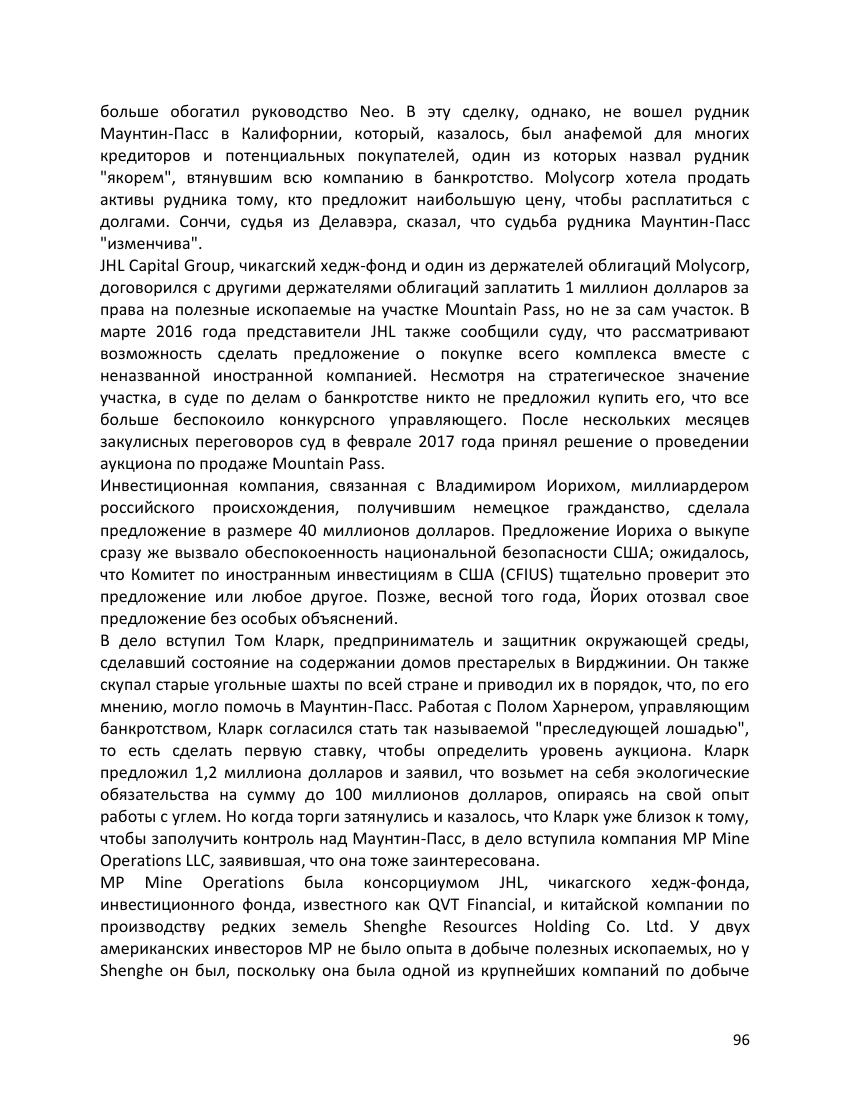 больше обогатил руководство Neo. В эту сделку, однако, не вошел рудник
Маунтин-Пасс в Калифорнии, который, казалось, был анафемой для многих
кредиторов и потенциальных покупателей, один из которых назвал рудник
"якорем", втянувшим всю компанию в банкротство. Molycorp хотела продать
активы рудника тому, кто предложит наибольшую цену, чтобы расплатиться с
долгами. Сончи, судья из Делавэра, сказал, что судьба рудника Маунтин-Пасс
"изменчива".
JHL Capital Group, чикагский хедж-фонд и один из держателей облигаций Molycorp,
договорился с другими держателями облигаций заплатить 1 миллион долларов за
права на полезные ископаемые на участке Mountain Pass, но не за сам участок. В
марте 2016 года представители JHL также сообщили суду, что рассматривают
возможность сделать предложение о покупке всего комплекса вместе с
неназванной иностранной компанией. Несмотря на стратегическое значение
участка, в суде по делам о банкротстве никто не предложил купить его, что все
больше беспокоило конкурсного управляющего. После нескольких месяцев
закулисных переговоров суд в феврале 2017 года принял решение о проведении
аукциона по продаже Mountain Pass.
Инвестиционная компания, связанная с Владимиром Иорихом, миллиардером
российского происхождения, получившим немецкое гражданство, сделала
предложение в размере 40 миллионов долларов. Предложение Иориха о выкупе
сразу же вызвало обеспокоенность национальной безопасности США; ожидалось,
что Комитет по иностранным инвестициям в США (CFIUS) тщательно проверит это
предложение или любое другое. Позже, весной того года, Йорих отозвал свое
предложение без особых объяснений.
В дело вступил Том Кларк, предприниматель и защитник окружающей среды,
сделавший состояние на содержании домов престарелых в Вирджинии. Он также
скупал старые угольные шахты по всей стране и приводил их в порядок, что, по его
мнению, могло помочь в Маунтин-Пасс. Работая с Полом Харнером, управляющим
банкротством, Кларк согласился стать так называемой "преследующей лошадью",
то есть сделать первую ставку, чтобы определить уровень аукциона. Кларк
предложил 1,2 миллиона долларов и заявил, что возьмет на себя экологические
обязательства на сумму до 100 миллионов долларов, опираясь на свой опыт
работы с углем. Но когда торги затянулись и казалось, что Кларк уже близок к тому,
чтобы заполучить контроль над Маунтин-Пасс, в дело вступила компания MP Mine
Operations LLC, заявившая, что она тоже заинтересована.
MP Mine Operations была консорциумом JHL, чикагского хедж-фонда,
инвестиционного фонда, известного как QVT Financial, и китайской компании по
производству редких земель Shenghe Resources Holding Co. Ltd. У двух
американских инвесторов MP не было опыта в добыче полезных ископаемых, но у
Shenghe он был, поскольку она была одной из крупнейших компаний по добыче
96